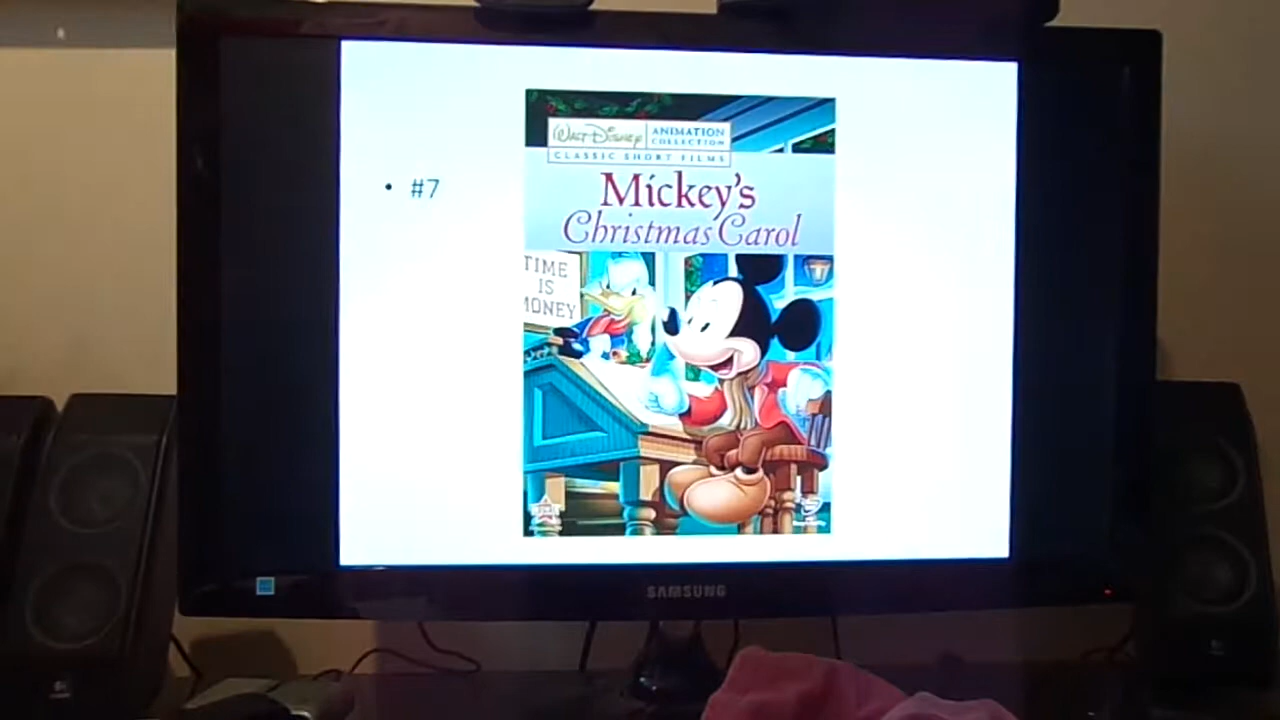 • #7
WALT DISNEY ANIMATION
COLLECTION
CLASSIC SHORT FILMS
Mickey's
Christmas Carol
TIME
IS
MONEY
SAMSUNG